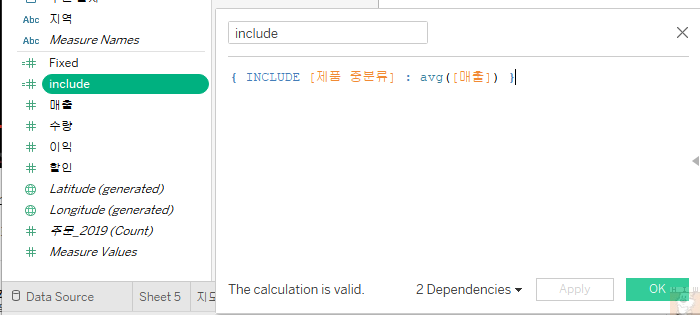 Abc 지역
Abc Measure Names
Fixed
include
매출
수량
이익
할인
Latitude (generated)
Longitude (generated)
주문_2019 (Count)
Measure Values
Data Source
Sheet 5
include
{ INCLUDE [제품 중분류] : avg([매출]) }
The calculation is valid.
2 Dependencies
Apply
OK